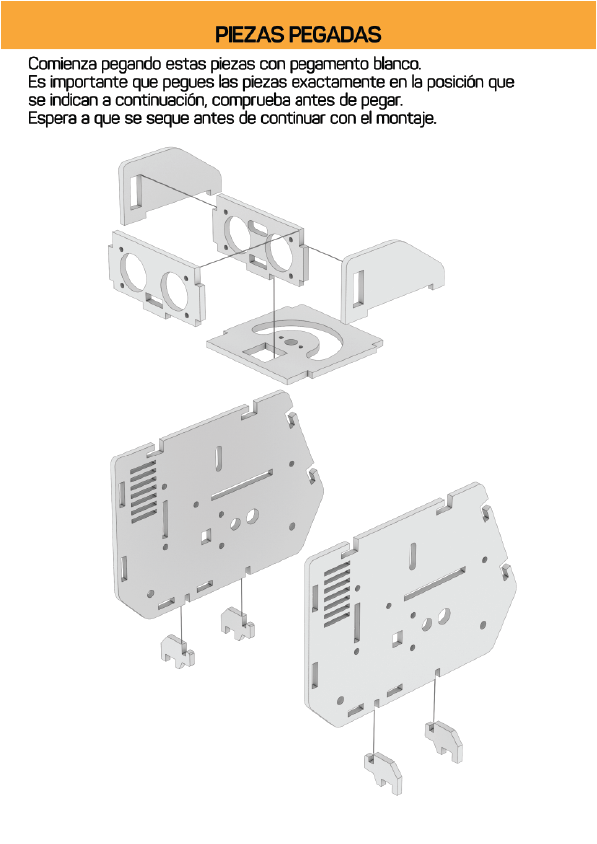 PIEZAS PEGADAS
Comienza pegando estas piezas con pegamento blanco.
Es importante que pegues las piezas exactamente en la posición que
se indican a continuación, comprueba antes de pegar.
Espera a que se seque antes de continuar con el montaje.